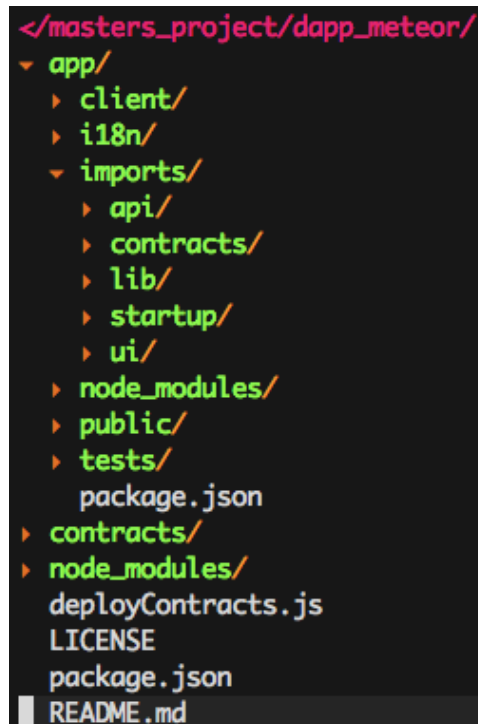 </masters_project/dapp_meteor/
▾ app/
▸ client/
▸ i18n/
▾ imports/
▸ api/
▸ contracts/
▸ lib/
▸ startup/
▸ ui/
▸ node_modules/
▸ public/
▸ tests/
package.json
▸ contracts/
▸ node_modules/
deployContracts.js
LICENSE
package.json
README.md